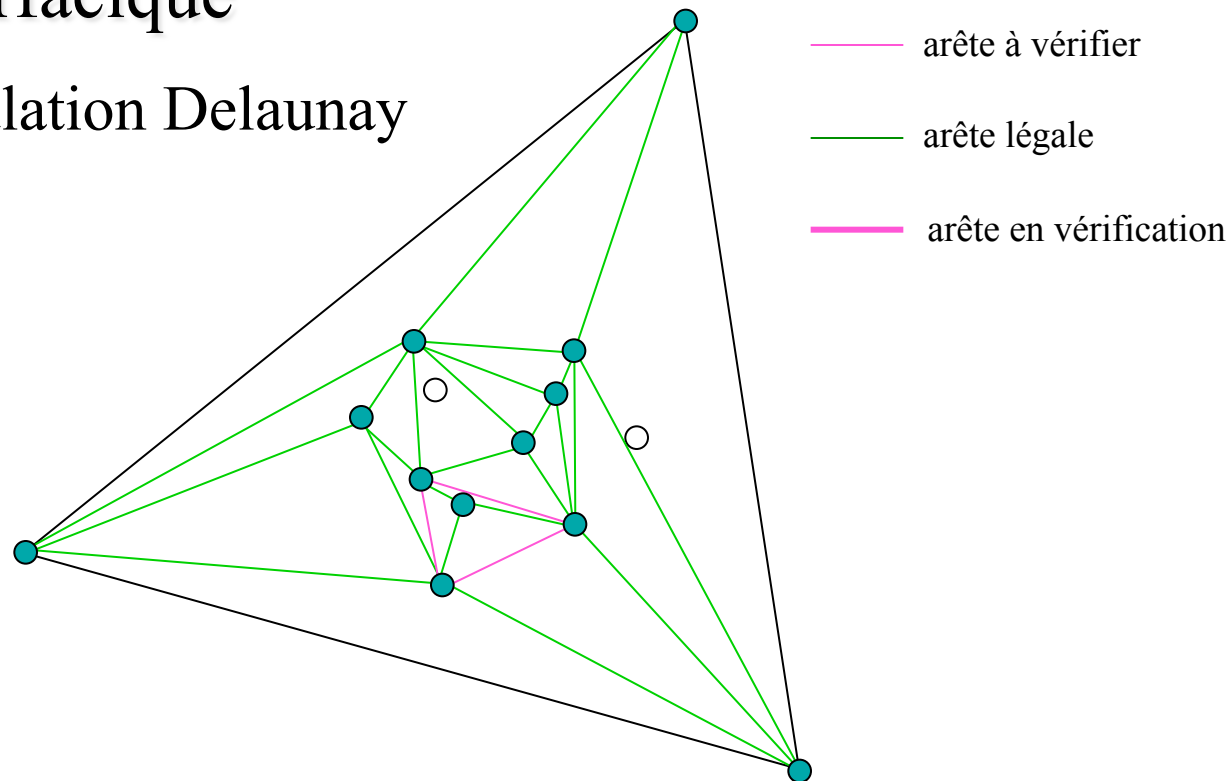 lation Delaunay
arête à vérifier
arête légale
arête en vérification